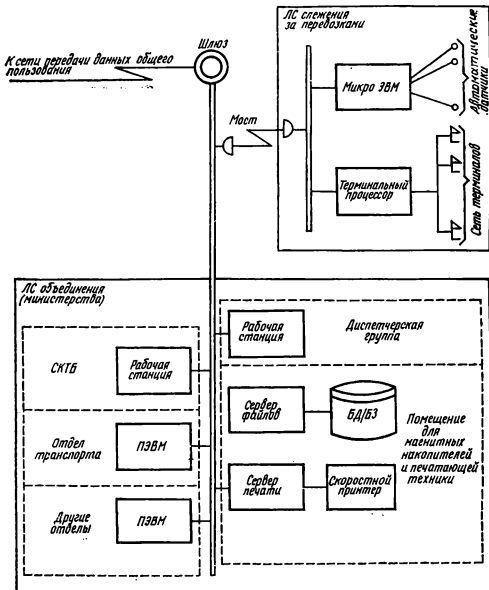 К сети передачи данных общего
пользования
Шлюз
Мост
ЛС слежения
за перевозками
Микро ЭВМ
Автоматические
датчики
Терминальный
процессор
Сеть терминалов
ЛС объединения
(министерства)
СКТБ
Рабочая
станция
Отдел
транспорта
ПЭВМ
Другие
отделы
ПЭВМ
Рабочая
станция
Диспетчерская
группа
Сервер
файлов
БД/БЗ
Помещение
для
магнитных
накопителей
и печатающей
техники
Сервер
печати
Скоростной
принтер